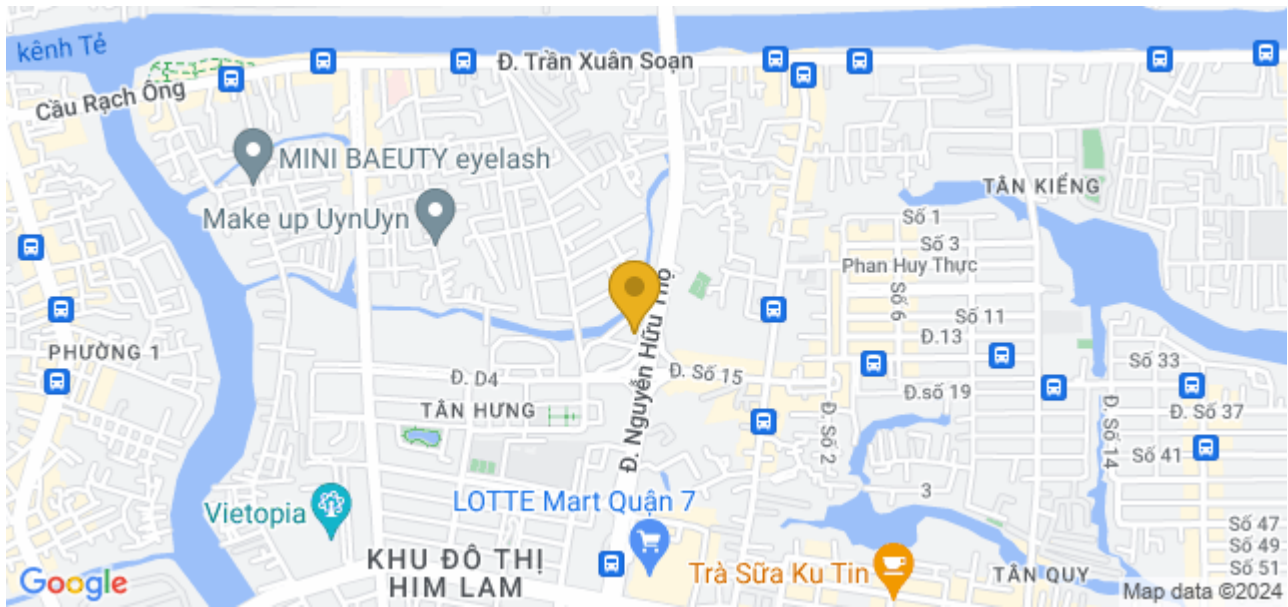 kênh Tẻ
Đ. Trần Xuân Soạn
Cầu Rạch Ông
MINI BAEUTY eyelash
TÂN KIỂNG
Make up UynUyn
Số 1
Số 3
Phan Huy Thực
Số 6
Số 11
Đ.13
PHƯỜNG 1
Đ. Nguyễn Hữu Thọ
Số 33
Đ. D4
Đ. Số 15
Đ.số 19
TÂN HƯNG
Đ. Số 2
Đ. Số 14
Đ. Số 37
Số 41
3
LOTTE Mart Quận 7
Vietopia
Số 47
Số 49
Số 51
KHU ĐÔ THỊ
HIM LAM
Trà Sữa Ku Tin
TÂN QUY
Google
Map data ©2024